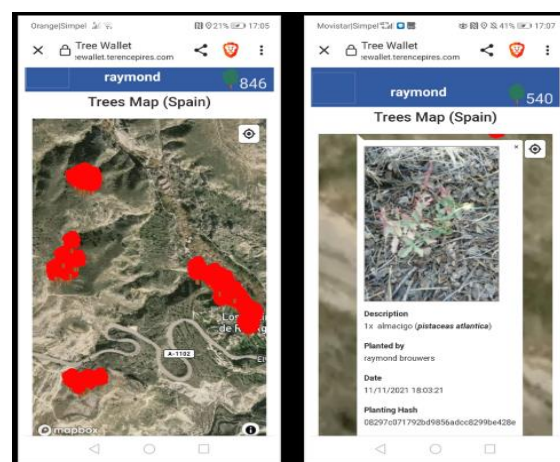 Orange|Simpel
21%
17:05
Tree Wallet
ewallet.terencepires.com
raymond
846
Trees Map (Spain)
A-1102
mapbox
Movistar|Simpel
41%
17:07
Tree Wallet
ewallet.terencepires.com
raymond
540
Trees Map (Spain)
Description
1x almacigo (pistaceas atlantica)
Planted by
raymond brouwers
Date
11/11/2021 18:03:21
Planting Hash
08297c071792bd9856adcc8299be428e